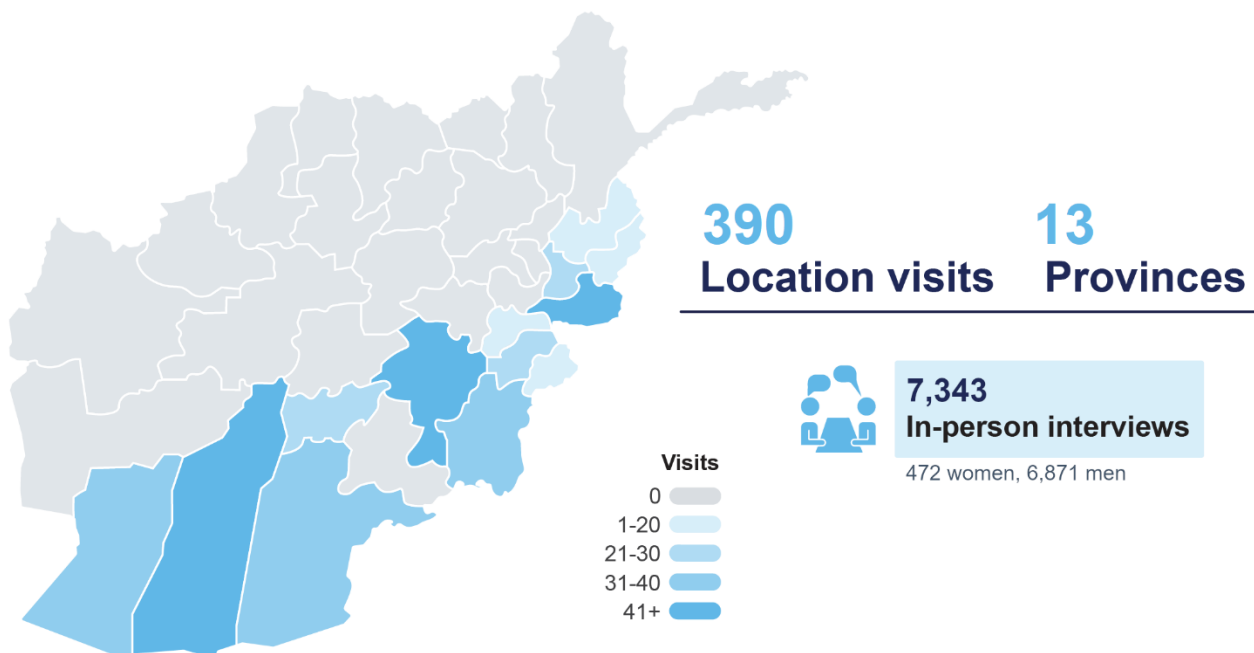 390
Location visits
13
Provinces
7,343
In-person interviews
472 women, 6,871 men
Visits
0
1-20
21-30
31-40
41+